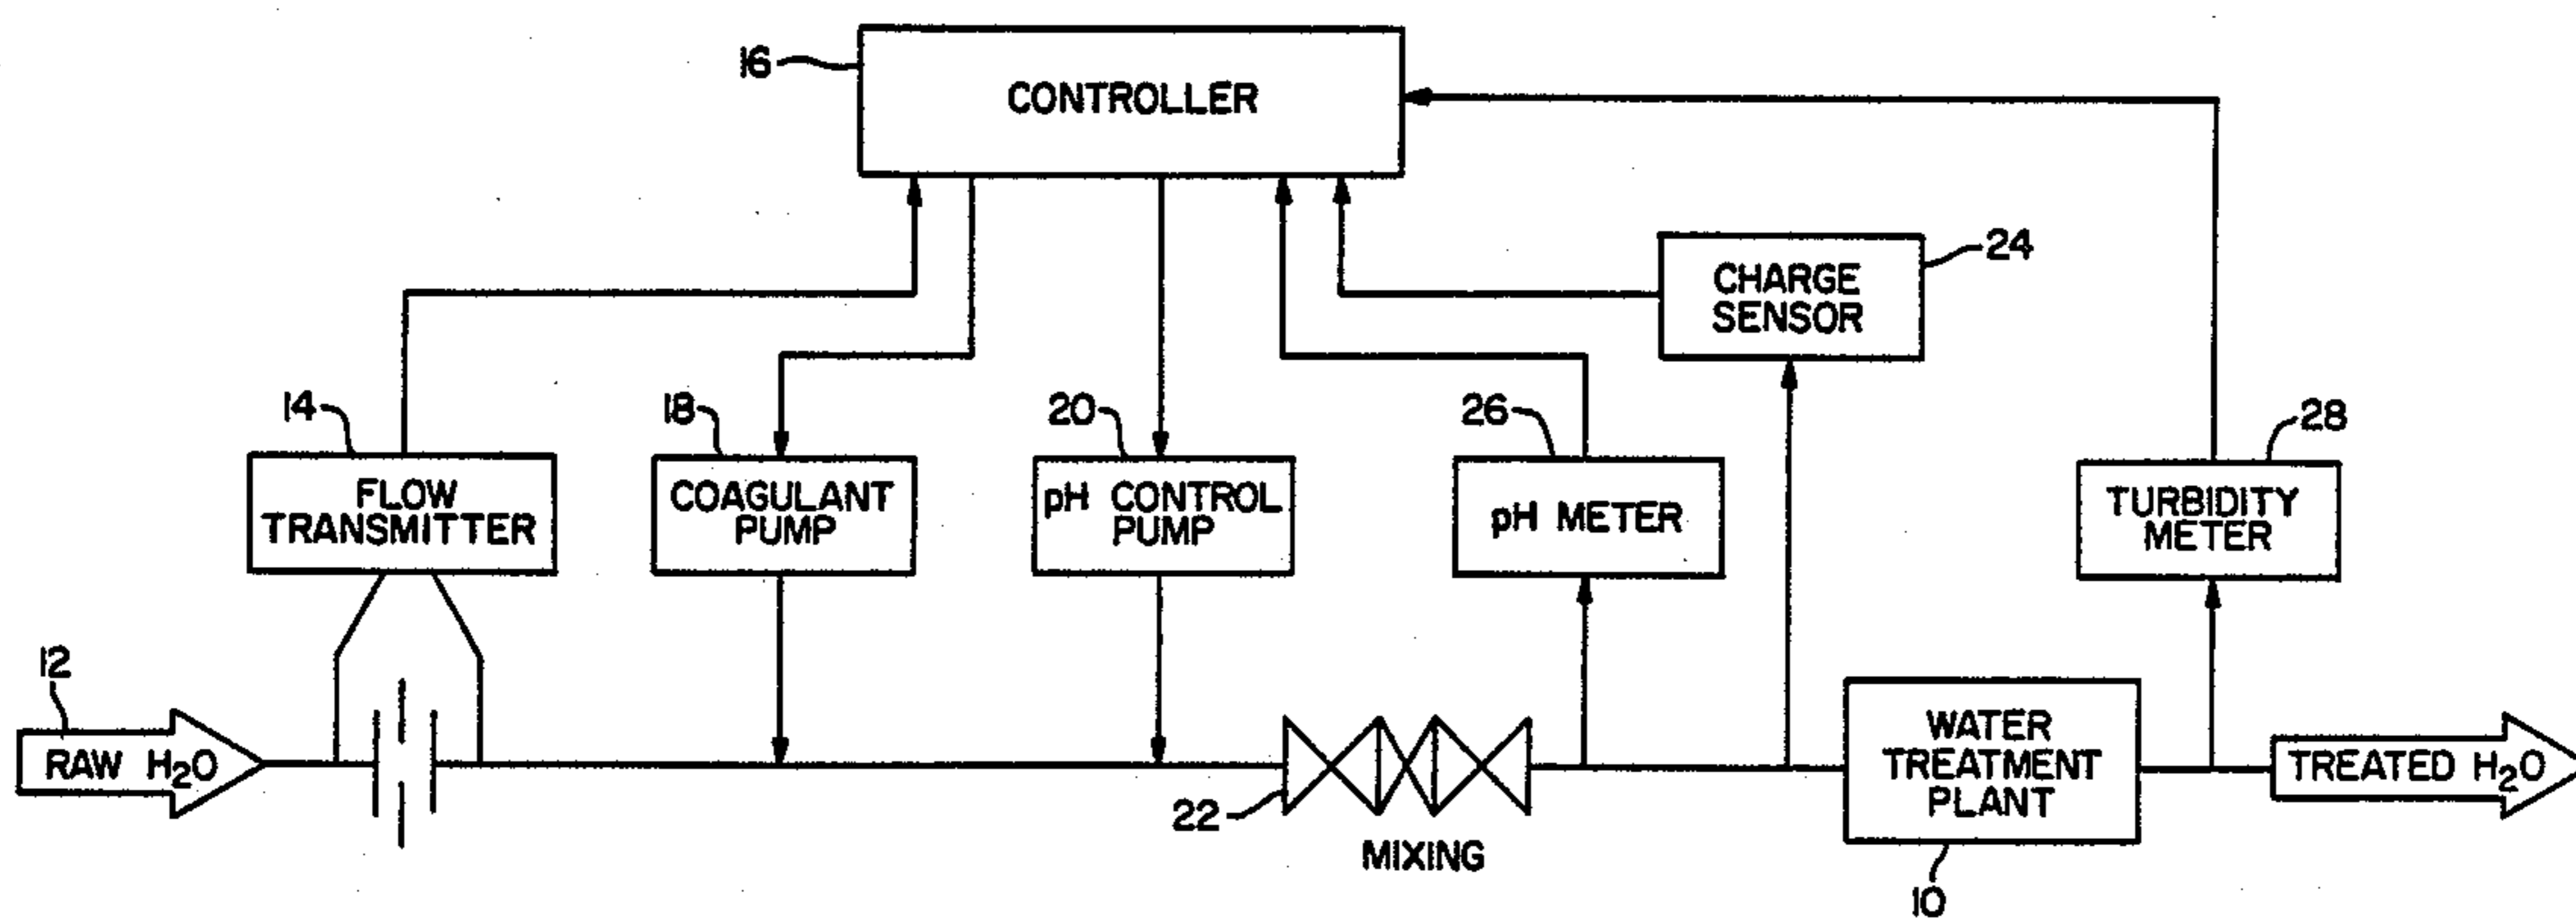 16
CONTROLLER
24
CHARGE
SENSOR
14
18
20
26
28
FLOW
TRANSMITTER
COAGULANT
PUMP
pH CONTROL
PUMP
pH METER
TURBIDITY
METER
12
RAW H₂O
22
MIXING
WATER
TREATMENT
PLANT
10
TREATED H₂O